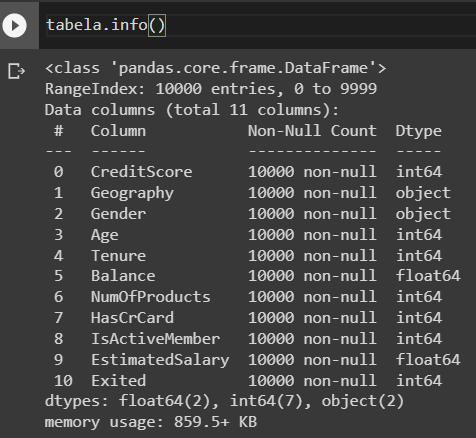 tabela.info()
<class 'pandas.core.frame.DataFrame'>
RangeIndex: 10000 entries, 0 to 9999
Data columns (total 11 columns):
 #   Column           Non-Null Count  Dtype
---  ------           --------------  -----
 0   CreditScore      10000 non-null  int64
 1   Geography        10000 non-null  object
 2   Gender           10000 non-null  object
 3   Age              10000 non-null  int64
 4   Tenure           10000 non-null  int64
 5   Balance          10000 non-null  float64
 6   NumOfProducts    10000 non-null  int64
 7   HasCrCard        10000 non-null  int64
 8   IsActiveMember   10000 non-null  int64
 9   EstimatedSalary  10000 non-null  float64
 10  Exited           10000 non-null  int64
dtypes: float64(2), int64(7), object(2)
memory usage: 859.5+ KB